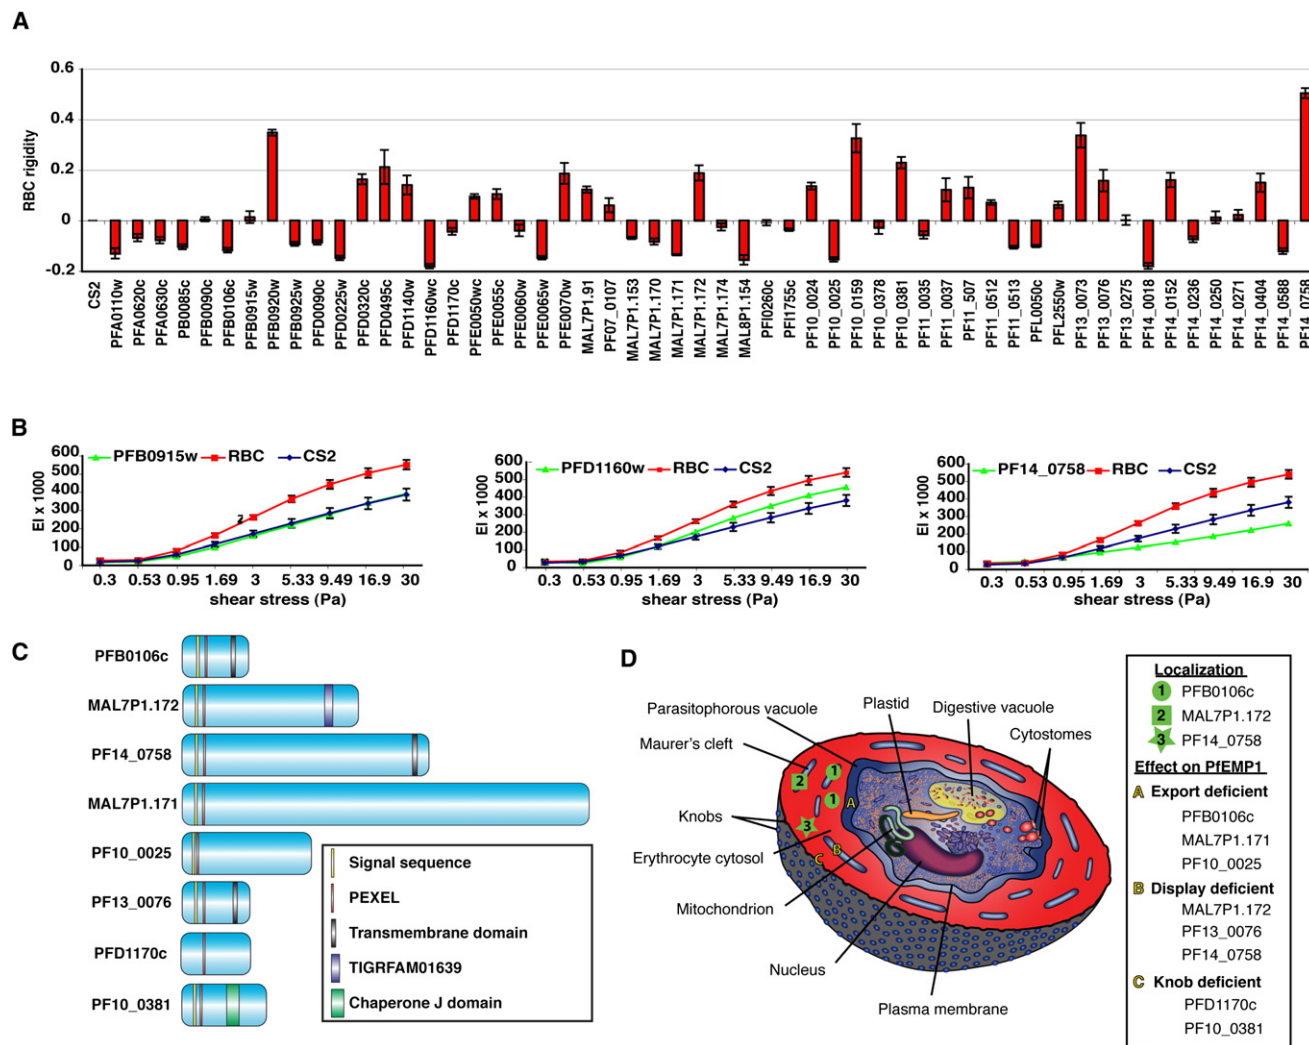 A
0.6
0.4
0.2
0
-0.2
RBC rigidity
CS2
PFA0110w
PFA0620c
PFA0630c
PB0085c
PFB0090c
PFB0106c
PFB0915w
PFB0920w
PFB0925w
PFD0090c
PFD0225w
PFD0320c
PFD0495c
PFD1140w
PFD1160wc
PFD1170c
PFE0050wc
PFE0055c
PFE0060w
PFE0065w
PFE0070w
MAL7P1.91
PF07_0107
MAL7P1.153
MAL7P1.170
MAL7P1.171
MAL7P1.172
MAL7P1.174
MAL8P1.154
PFI0260c
PFI1755c
PF10_0024
PF10_0025
PF10_0159
PF10_0378
PF10_0381
PF11_0035
PF11_0037
PF11_507
PF11_0512
PF11_0513
PFL0050c
PFL2550w
PF13_0073
PF13_0076
PF13_0275
PF14_0018
PF14_0152
PF14_0236
PF14_0250
PF14_0271
PF14_0404
PF14_0588
PF14_0758
B
PFB0915w RBC CS2
600
500
400
300
200
100
0
EI x 1000
0.3 0.53 0.95 1.69 3 5.33 9.49 16.9 30
shear stress (Pa)
PFD1160w RBC CS2
600
500
400
300
200
100
0
EI x 1000
0.3 0.53 0.95 1.69 3 5.33 9.49 16.9 30
shear stress (Pa)
PF14_0758 RBC CS2
600
500
400
300
200
100
0
EI x 1000
0.3 0.53 0.95 1.69 3 5.33 9.49 16.9 30
shear stress (Pa)
C
PFB0106c
MAL7P1.172
PF14_0758
MAL7P1.171
PF10_0025
PF13_0076
PFD1170c
PF10_0381
Signal sequence
PEXEL
Transmembrane domain
TIGRFAM01639
Chaperone J domain
D
Parasitophorous vacuole
Maurer's cleft
Knobs
Erythrocyte cytosol
Mitochondrion
Nucleus
Plasma membrane
Plastid
Digestive vacuole
Cytostomes
1
2
1
3
A
B
C
Localization
1 PFB0106c
2 MAL7P1.172
3 PF14_0758
Effect on PfEMP1
A Export deficient
PFB0106c
MAL7P1.171
PF10_0025
B Display deficient
MAL7P1.172
PF13_0076
PF14_0758
C Knob deficient
PFD1170c
PF10_0381